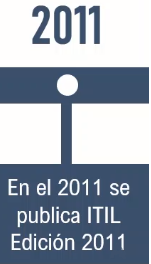 2011
En el 2011 se
publica ITIL
Edición 2011